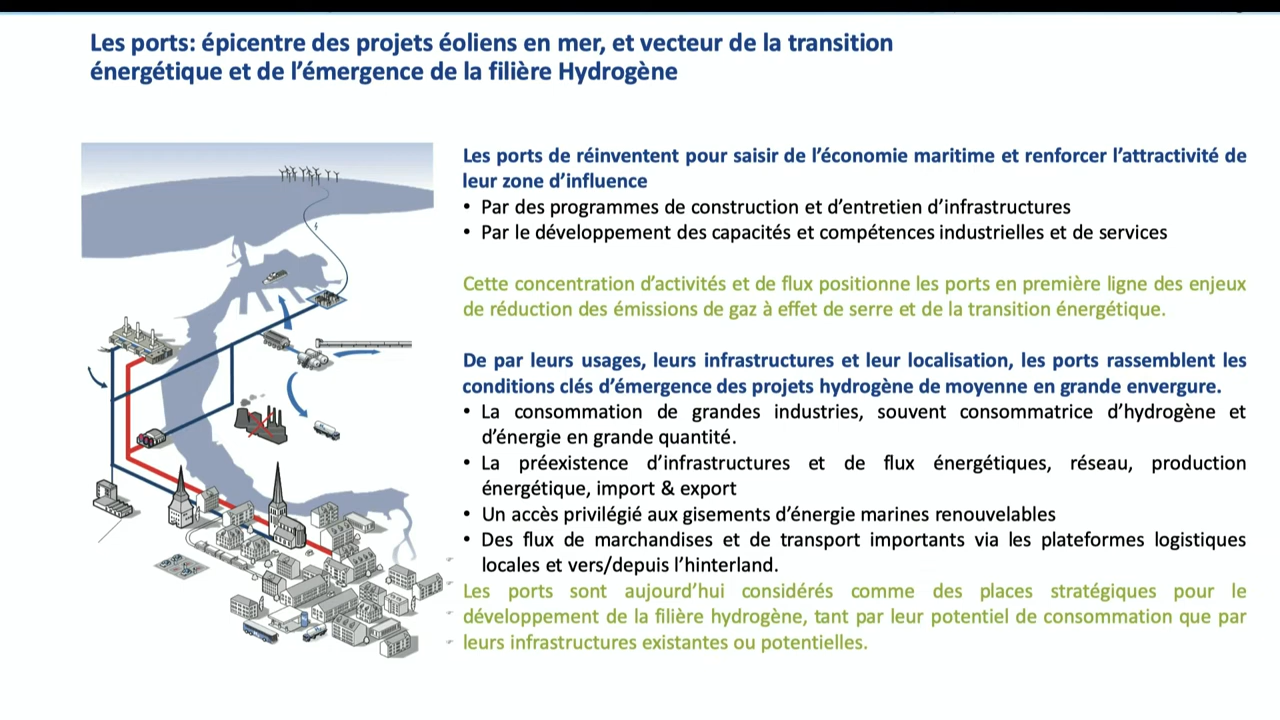 Les ports: épicentre des projets éoliens en mer, et vecteur de la transition
énergétique et de l'émergence de la filière Hydrogène
Les ports de réinventent pour saisir de l'économie maritime et renforcer l'attractivité de
leur zone d'influence
• Par des programmes de construction et d'entretien d'infrastructures
• Par le développement des capacités et compétences industrielles et de services
Cette concentration d'activités et de flux positionne les ports en première ligne des enjeux
de réduction des émissions de gaz à effet de serre et de la transition énergétique.
De par leurs usages, leurs infrastructures et leur localisation, les ports rassemblent les
conditions clés d'émergence des projets hydrogène de moyenne en grande envergure.
• La consommation de grandes industries, souvent consommatrice d'hydrogène et
d'énergie en grande quantité.
• La préexistence d'infrastructures et de flux énergétiques, réseau, production
énergétique, import & export
• Un accès privilégié aux gisements d'énergie marines renouvelables
• Des flux de marchandises et de transport importants via les plateformes logistiques
locales et vers/depuis l'hinterland.
Les ports sont aujourd'hui considérés comme des places stratégiques pour le
développement de la filière hydrogène, tant par leur potentiel de consommation que par
leurs infrastructures existantes ou potentielles.